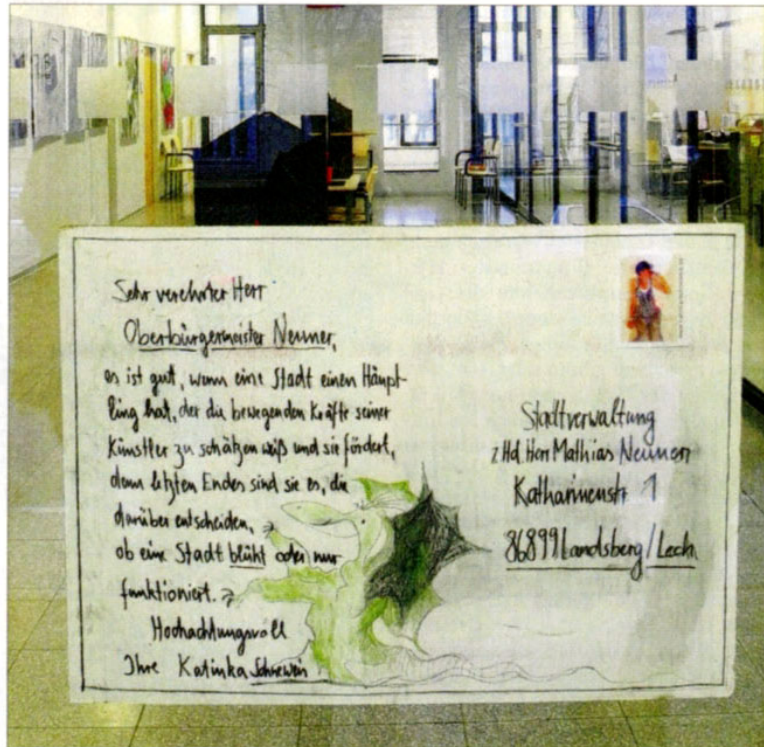 Sehr verehrter Herr
Oberbürgermeister Neuner,
es ist gut, wenn eine Stadt einen Häupt-
ling hat, der die bewegenden Kräfte seiner
Künstler zu schätzen weiß und sie fördert,
denn letzten Endes sind sie es, die
darüber entscheiden,
ob eine Stadt blüht oder nur
funktioniert.
Hochachtungsvoll
Ihre Katinka Schneweis
Stadtverwaltung
z Hd. Herr Mathias Neuner
Katharinenstr 1
86899 Landsberg/Lech